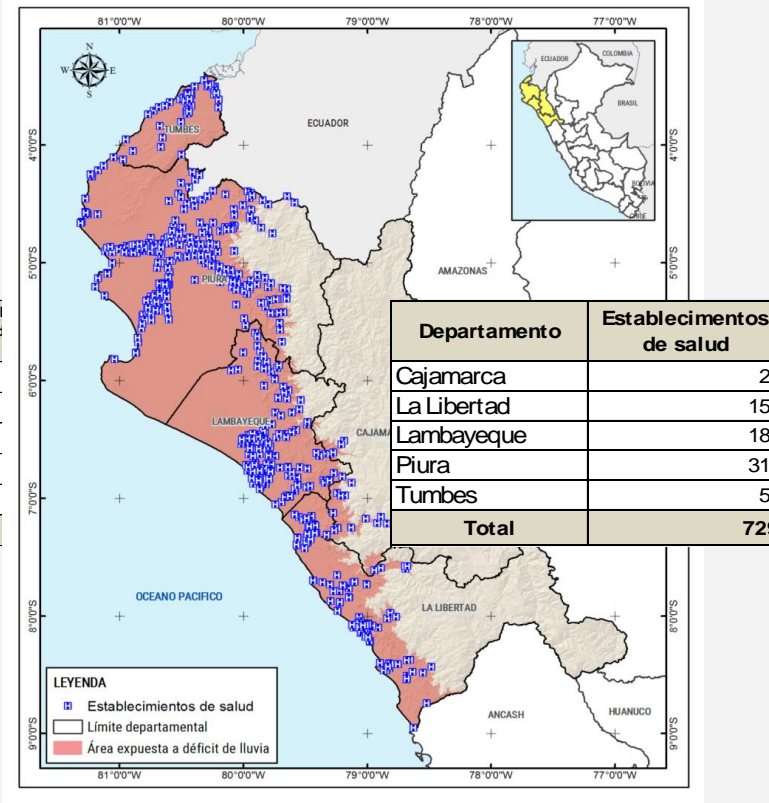 81°0'0"W 80°0'0"W 79°0'0"W 78°0'0"W 77°0'0"W
N
W E
S
ECUADOR
COLOMBIA
BRASIL
BOLIVIA
CHILE
TUMBES
ECUADOR
4°0'0"S 4°0'0"S
5°0'0"S 5°0'0"S
AMAZONAS
PIURA
Departamento Establecimentos de salud
Cajamarca 2
La Libertad 15
Lambayeque 18
Piura 31
Tumbes 5
Total 729
6°0'0"S
LAMBAYEQUE
CAJAMA
7°0'0"S
OCEANO PACIFICO
LA LIBERTAD
8°0'0"S 8°0'0"S
LEYENDA
H Establecimientos de salud
Límite departamental
Área expuesta a déficit de lluvia
ANCASH
HUANUCO
9°0'0"S 9°0'0"S
81°0'0"W 80°0'0"W 79°0'0"W 78°0'0"W 77°0'0"W